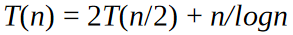 T(n) = 2T(n/2) + n/logn